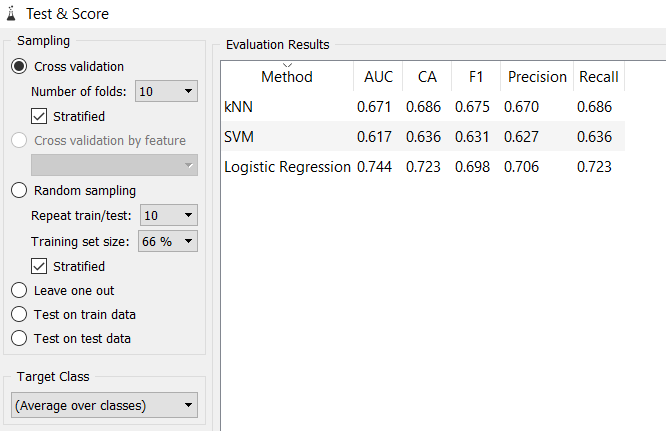 Test & Score
Sampling
Cross validation
Number of folds: 10
Stratified
Cross validation by feature
Random sampling
Repeat train/test: 10
Training set size: 66 %
Stratified
Leave one out
Test on train data
Test on test data
Target Class
(Average over classes)
Evaluation Results
Method AUC CA F1 Precision Recall
kNN 0.671 0.686 0.675 0.670 0.686
SVM 0.617 0.636 0.631 0.627 0.636
Logistic Regression 0.744 0.723 0.698 0.706 0.723